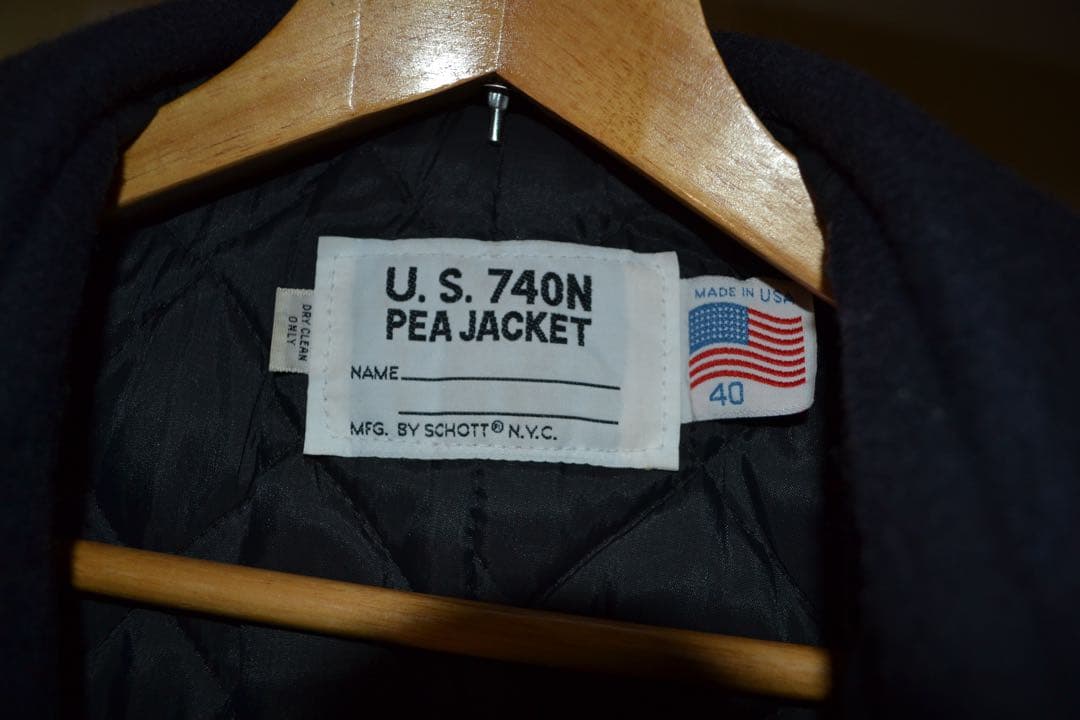 U. S. 740N
PEA JACKET
NAME
MFG. BY SCHOTT® N.Y.C.
DRY CLEAN
ONLY
MADE IN USA
40